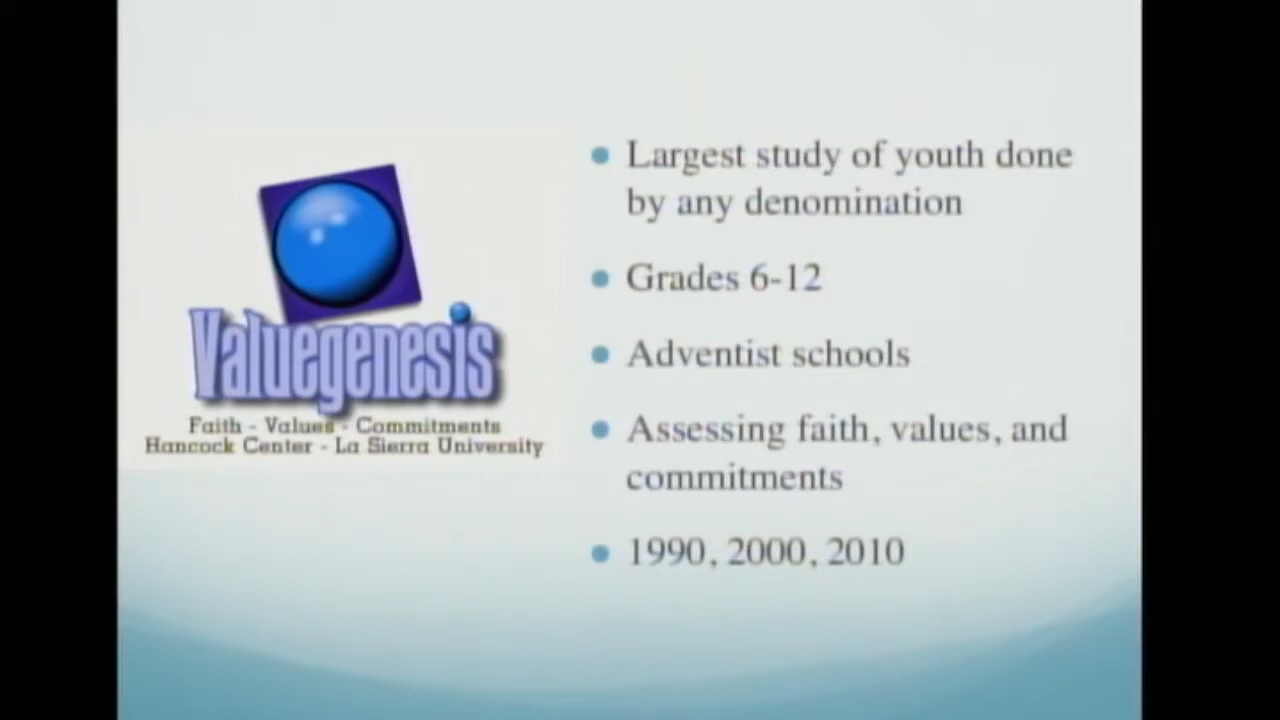 Valuegenesis
Faith - Values - Commitments
Hancock Center - La Sierra University
Largest study of youth done
by any denomination
Grades 6-12
Adventist schools
Assessing faith, values, and
commitments
1990, 2000, 2010